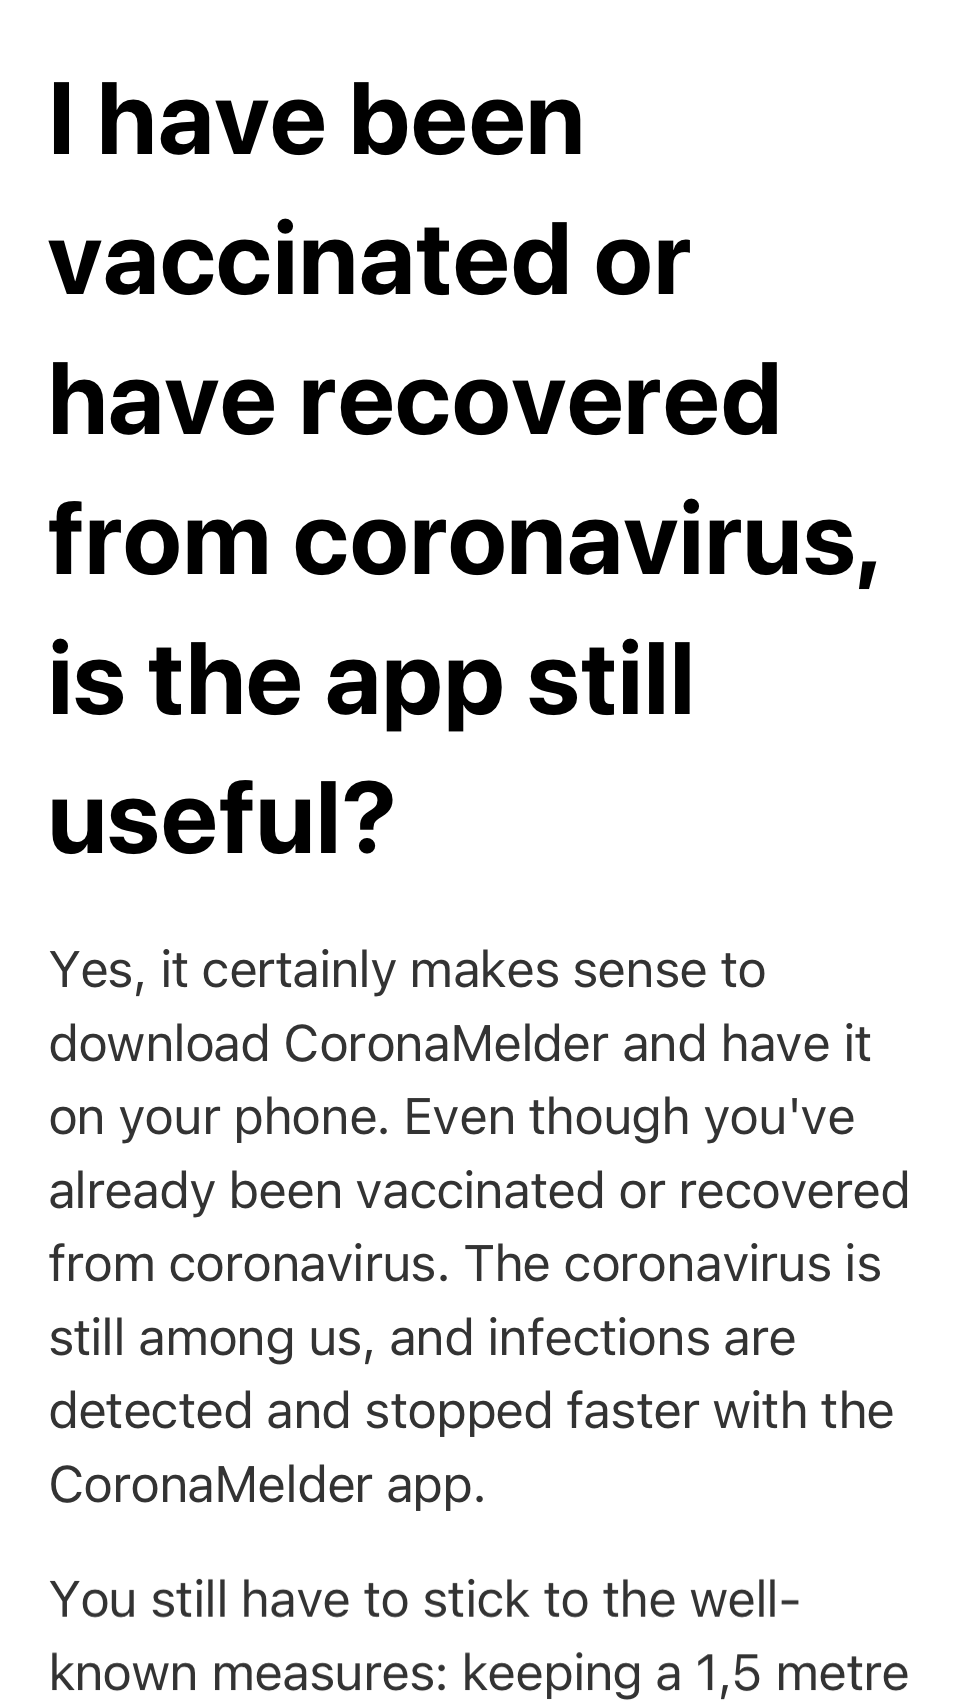 I have been
vaccinated or
have recovered
from coronavirus,
is the app still
useful?
Yes, it certainly makes sense to
download CoronaMelder and have it
on your phone. Even though you've
already been vaccinated or recovered
from coronavirus. The coronavirus is
still among us, and infections are
detected and stopped faster with the
CoronaMelder app.
You still have to stick to the well-
known measures: keeping a 1,5 metre